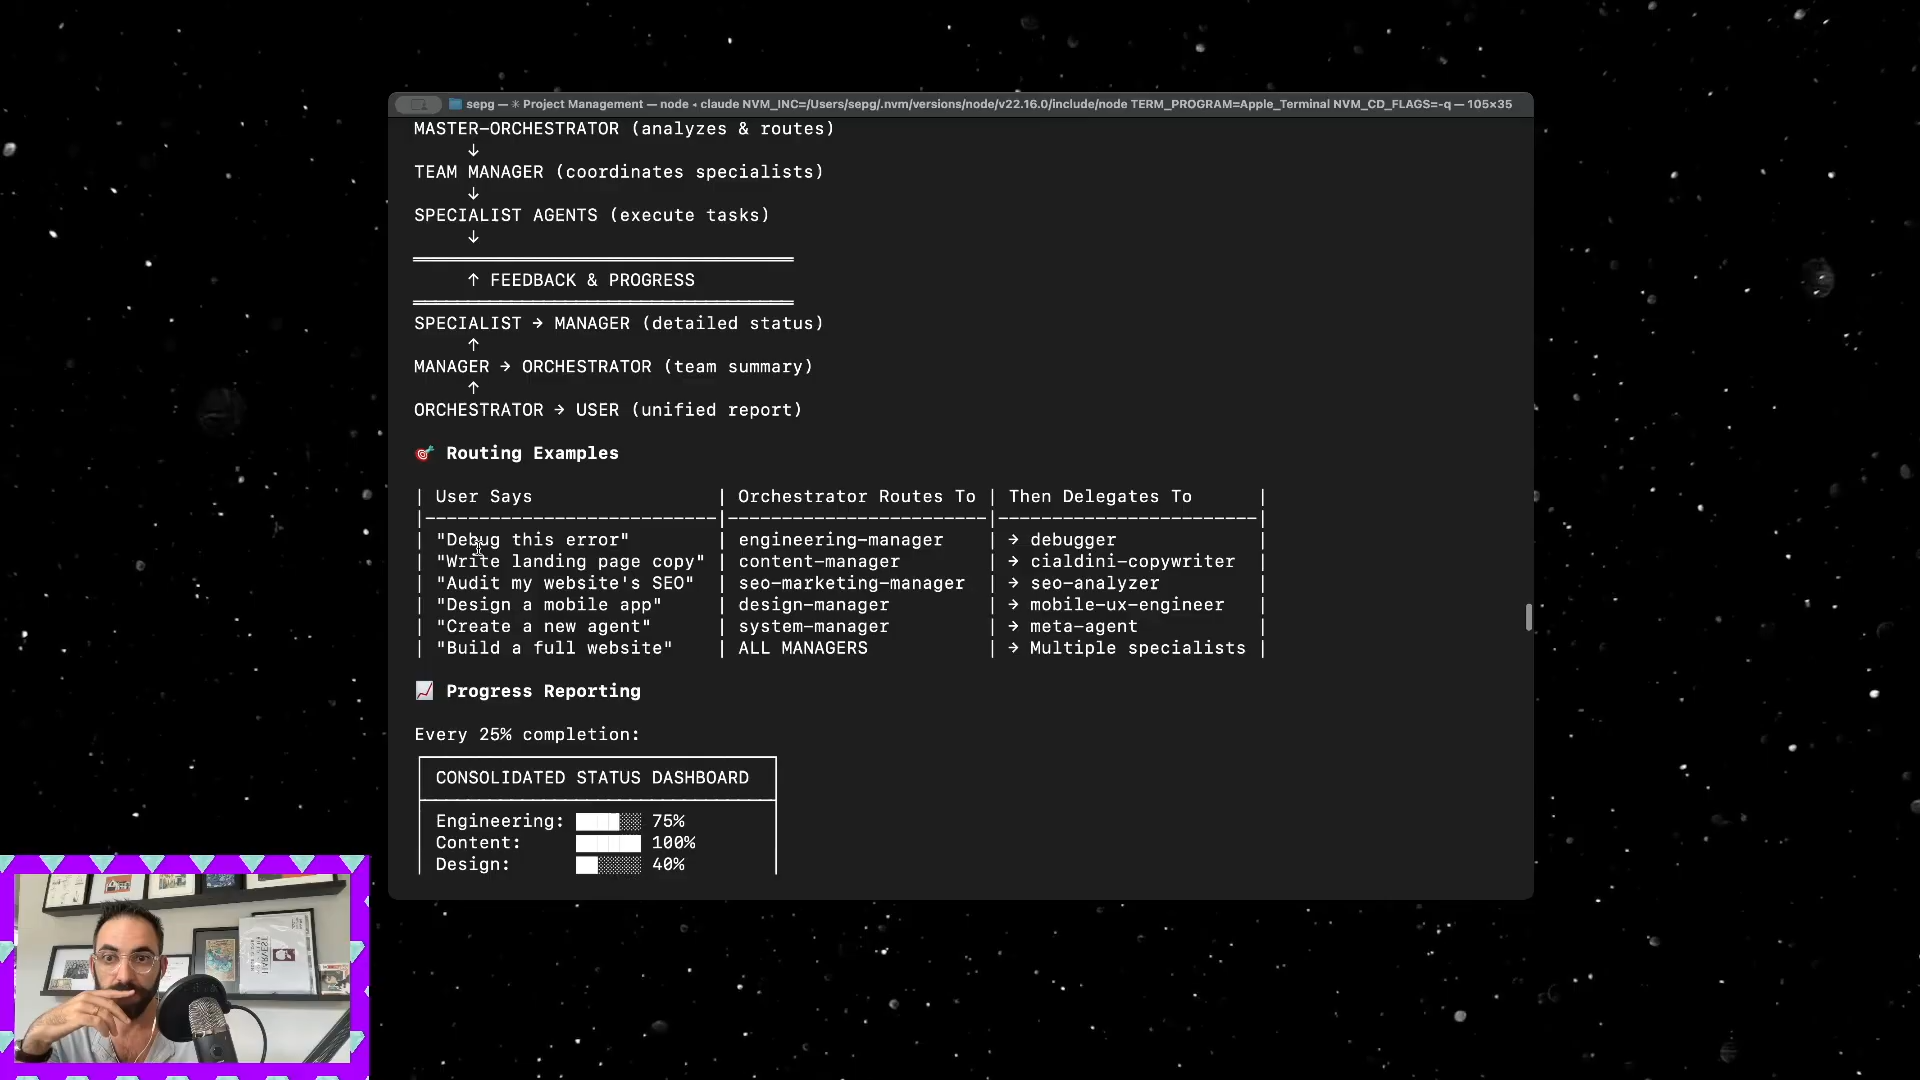 sepg — ✳ Project Management — node ◂ claude NVM_INC=/Users/sepg/.nvm/versions/node/v22.16.0/include/node TERM_PROGRAM=Apple_Terminal NVM_CD_FLAGS=-q — 105×35
MASTER-ORCHESTRATOR (analyzes & routes)
↓
TEAM MANAGER (coordinates specialists)
↓
SPECIALIST AGENTS (execute tasks)
↓
↑ FEEDBACK & PROGRESS
SPECIALIST → MANAGER (detailed status)
↑
MANAGER → ORCHESTRATOR (team summary)
↑
ORCHESTRATOR → USER (unified report)
🎯 Routing Examples
| User Says | Orchestrator Routes To | Then Delegates To |
| "Debug this error" | engineering-manager | → debugger |
| "Write landing page copy" | content-manager | → cialdini-copywriter |
| "Audit my website's SEO" | seo-marketing-manager | → seo-analyzer |
| "Design a mobile app" | design-manager | → mobile-ux-engineer |
| "Create a new agent" | system-manager | → meta-agent |
| "Build a full website" | ALL MANAGERS | → Multiple specialists |
📈 Progress Reporting
Every 25% completion:
CONSOLIDATED STATUS DASHBOARD
Engineering: ████░░ 75%
Content: ██████ 100%
Design: ██░░░░ 40%